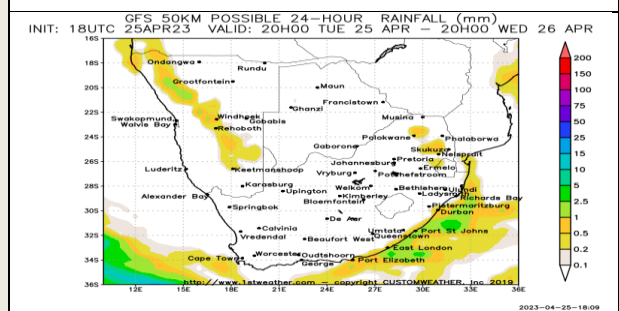 GFS 50KM POSSIBLE 24-HOUR RAINFALL (mm)
INIT: 18UTC 25APR23 VALID: 20H00 TUE 25 APR - 20H00 WED 26 APR
16S
18S
20S
22S
24S
26S
28S
30S
32S
34S
36S
Ondangwa
Rundu
Grootfontein
Maun
Francistown
Ghanzi
Swakopmund
Walvis Bay
Windhoek
Gobabis
Rehoboth
Musina
Polokwane
Phalaborwa
Gaborone
Skukuza
Nelspruit
Johannesburg
Pretoria
Luderitz
Keetmanshoop
Vryburg
Potchefstroom
Ermelo
Karasburg
Upington
Welkom
Bethlehem
Ulundi
Alexander Bay
Kimberley
Ladysmith
Richards Bay
Springbok
Bloemfontein
Pietermaritzburg
Durban
De Aar
Calvinia
Vredendal
Umtata
Port St Johns
Beaufort West
Queenstown
East London
Cape Town
Worcester
Oudtshoorn
George
Port Elizabeth
http://www.1stweather.com - copyright CUSTOMWEATHER, Inc 2019
12E 15E 18E 21E 24E 27E 30E 33E 36E
200
150
100
75
50
25
15
10
5
2.5
1
0.5
0.2
0.1
2023-04-25-18:09